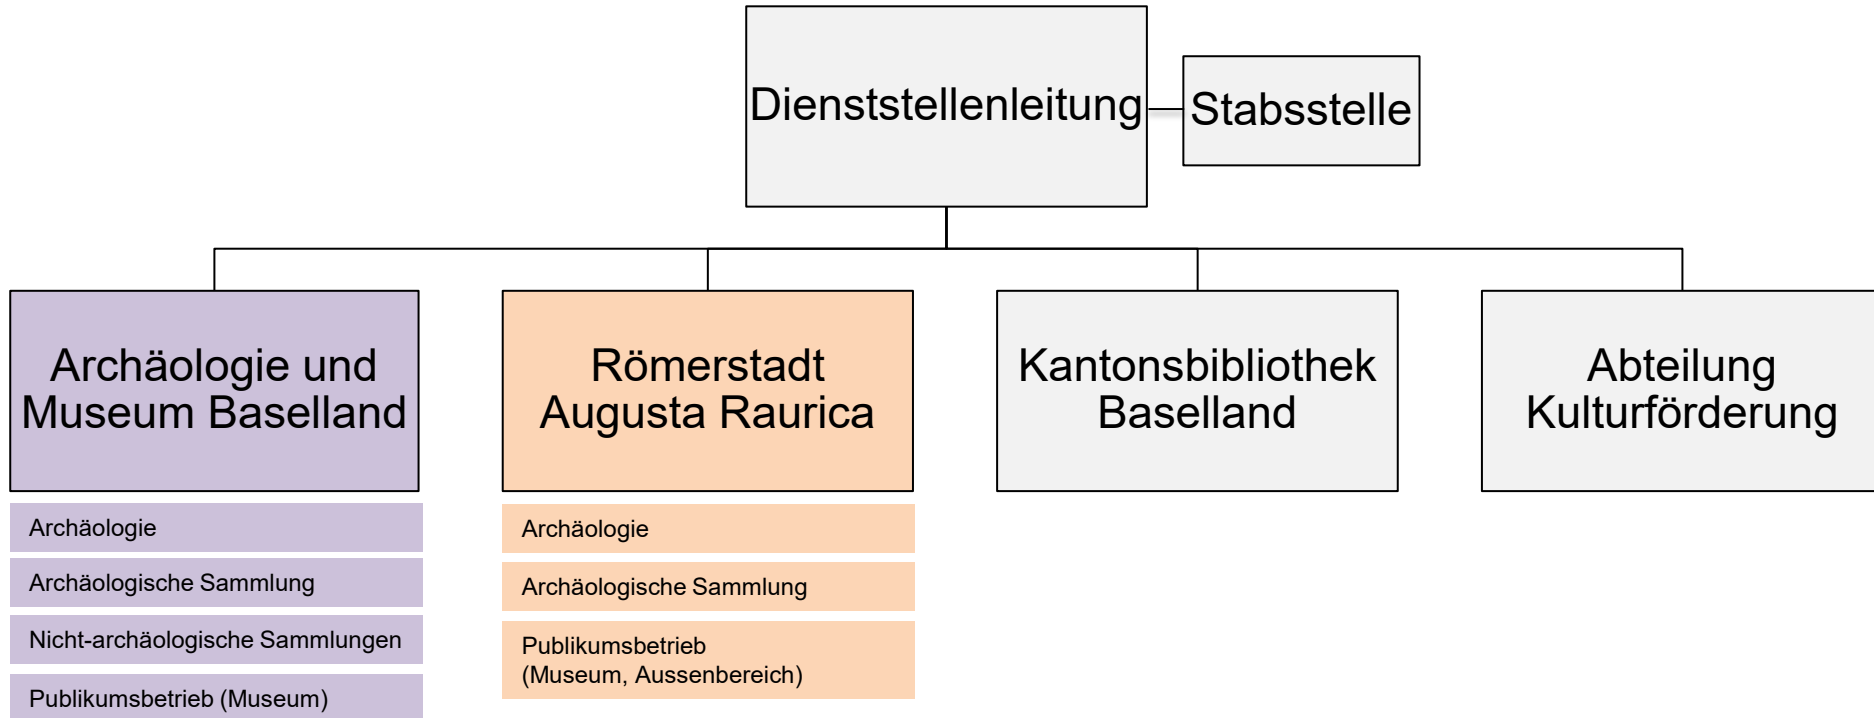 Dienststellenleitung
Stabsstelle
Archäologie und
Museum Baselland
Römerstadt
Augusta Raurica
Kantonsbibliothek
Baselland
Abteilung
Kulturförderung
Archäologie
Archäologische Sammlung
Nicht-archäologische Sammlungen
Publikumsbetrieb (Museum)
Archäologie
Archäologische Sammlung
Publikumsbetrieb
(Museum, Aussenbereich)